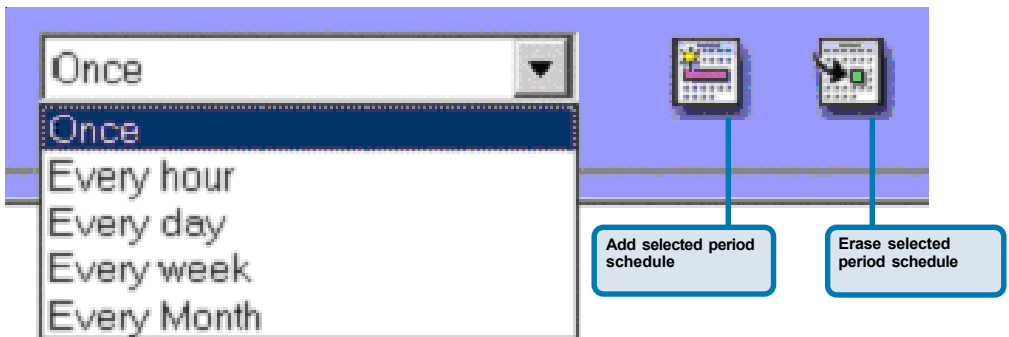 Once
Once
Every hour
Every day
Every week
Every Month
Add selected period
schedule
Erase selected
period schedule